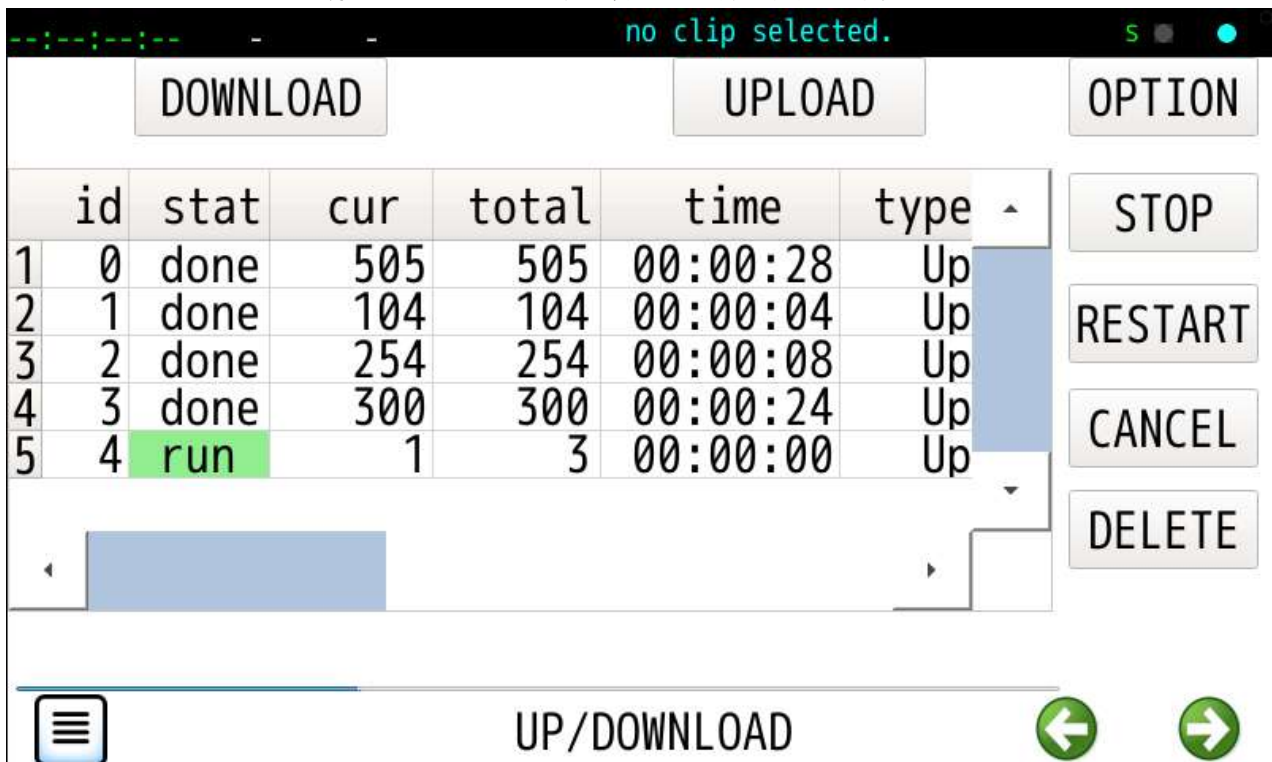 --:--:--:-- - - no clip selected. S
DOWNLOAD UPLOAD OPTION
id stat cur total time type
1 0 done 505 505 00:00:28 Up
2 1 done 104 104 00:00:04 Up
3 2 done 254 254 00:00:08 Up
4 3 done 300 300 00:00:24 Up
5 4 run 1 3 00:00:00 Up
STOP
RESTART
CANCEL
DELETE
UP/DOWNLOAD